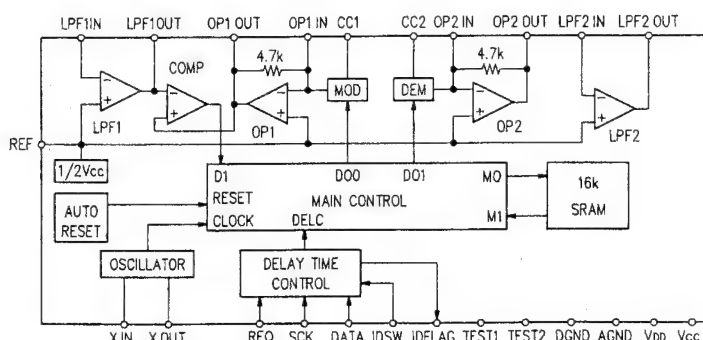 LPF1IN LPF1OUT OP1 OUT OP1 IN CC1 CC2 OP2 IN OP2 OUT LPF2 IN LPF2 OUT
4.7k 4.7k
COMP
MOD DEM
LPF1 OP1 OP2 LPF2
REF
1/2Vcc
D1 DO0 DO1 MO
RESET MAIN CONTROL 16k
SRAM
CLOCK DELC M1
AUTO
RESET
OSCILLATOR DELAY TIME
CONTROL
X IN X OUT REQ SCK DATA IDSW IDELAG TEST1 TEST2 DGND AGND VDD Vcc